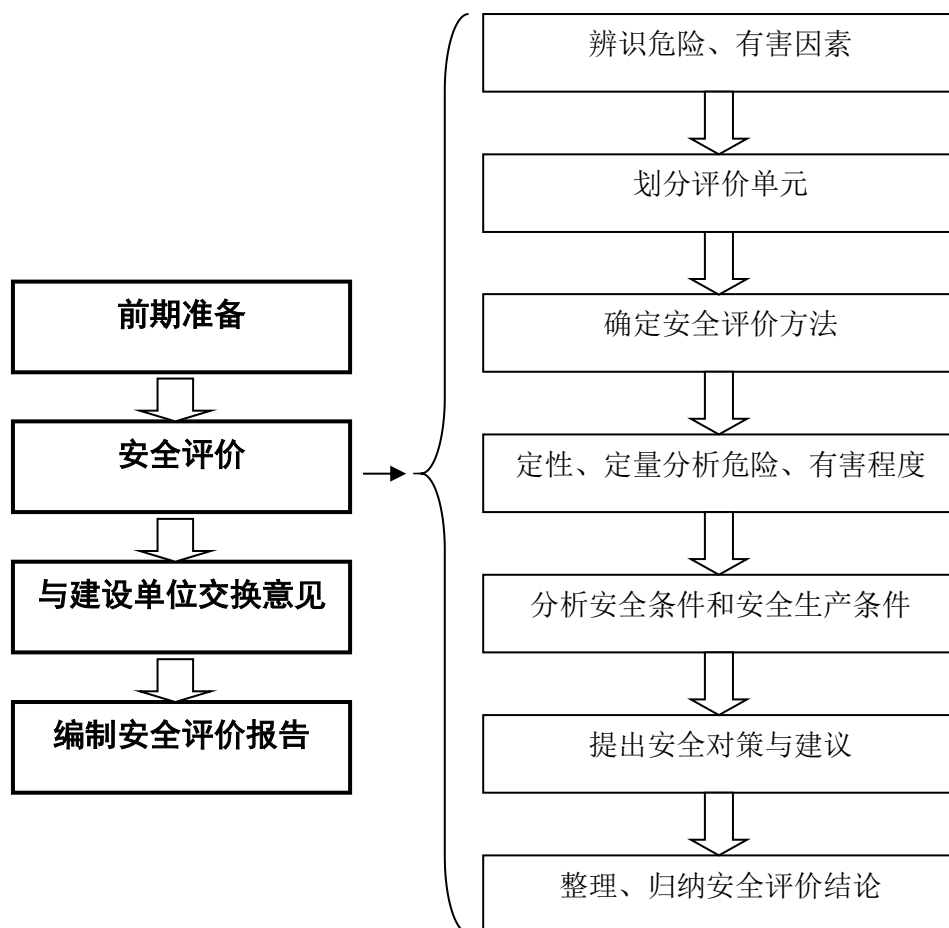 前期准备
安全评价
与建设单位交换意见
编制安全评价报告
辨识危险、有害因素
划分评价单元
确定安全评价方法
定性、定量分析危险、有害程度
分析安全条件和安全生产条件
提出安全对策与建议
整理、归纳安全评价结论